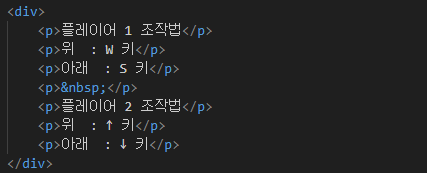 <div>
<p>플레이어 1 조작법</p>
<p>위  : W 키</p>
<p>아래  : S 키</p>
<p>&nbsp;</p>
<p>플레이어 2 조작법</p>
<p>위  : ↑ 키</p>
<p>아래  : ↓ 키</p>
</div>